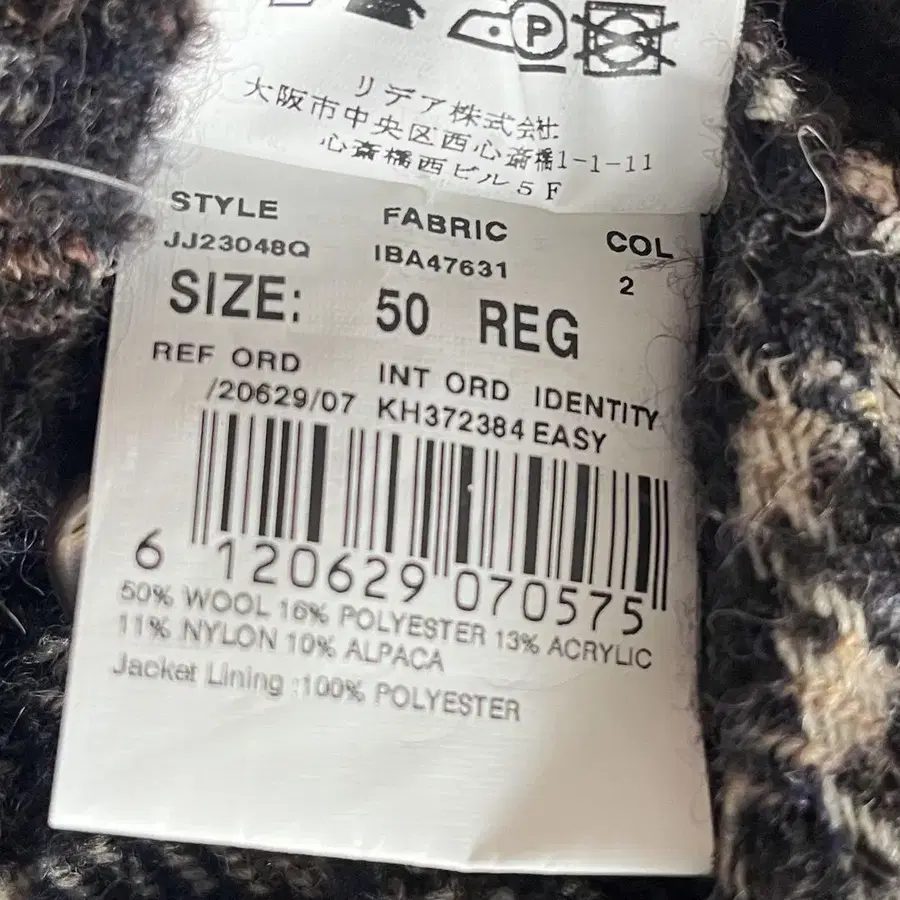 P
リデア株式会社
大阪市中央区西心斎橋1-1-11
心斎橋西ビル5F
STYLE FABRIC COL
JJ23048Q IBA47631 2
SIZE: 50 REG
REF ORD INT ORD IDENTITY
/20629/07 KH372384 EASY
6 120629 070575
50% WOOL 16% POLYESTER 13% ACRYLIC
11% NYLON 10% ALPACA
Jacket Lining :100% POLYESTER